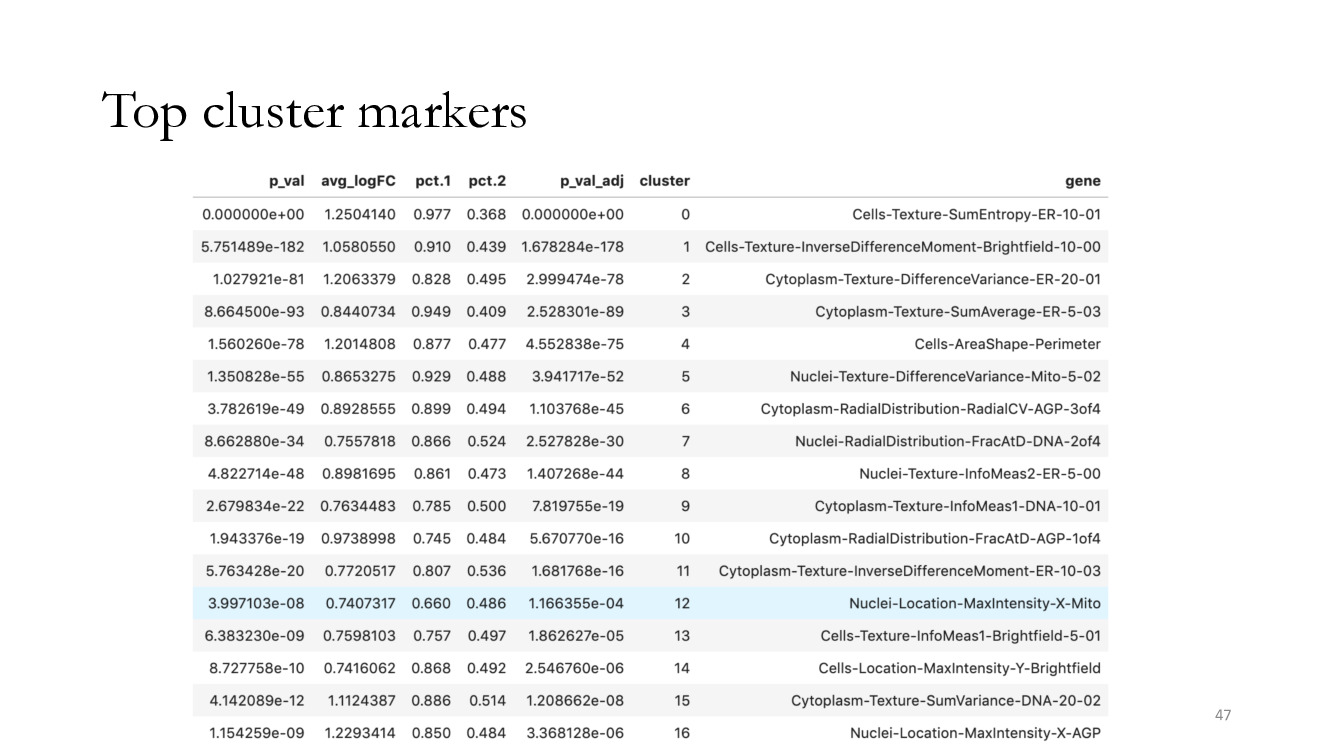 Top cluster markers
p_val avg_logFC pct.1 pct.2 p_val_adj cluster gene
0.000000e+00 1.2504140 0.977 0.368 0.000000e+00 0 Cells-Texture-SumEntropy-ER-10-01
5.751489e-182 1.0580550 0.910 0.439 1.678284e-178 1 Cells-Texture-InverseDifferenceMoment-Brightfield-10-00
1.027921e-81 1.2063379 0.828 0.495 2.999474e-78 2 Cytoplasm-Texture-DifferenceVariance-ER-20-01
8.664500e-93 0.8440734 0.949 0.409 2.528301e-89 3 Cytoplasm-Texture-SumAverage-ER-5-03
1.560260e-78 1.2014808 0.877 0.477 4.552838e-75 4 Cells-AreaShape-Perimeter
1.350828e-55 0.8653275 0.929 0.488 3.941717e-52 5 Nuclei-Texture-DifferenceVariance-Mito-5-02
3.782619e-49 0.8928555 0.899 0.494 1.103768e-45 6 Cytoplasm-RadialDistribution-RadialCV-AGP-3of4
8.662880e-34 0.7557818 0.866 0.524 2.527828e-30 7 Nuclei-RadialDistribution-FracAtD-DNA-2of4
4.822714e-48 0.8981695 0.861 0.473 1.407268e-44 8 Nuclei-Texture-InfoMeas2-ER-5-00
2.679834e-22 0.7634483 0.785 0.500 7.819755e-19 9 Cytoplasm-Texture-InfoMeas1-DNA-10-01
1.943376e-19 0.9738998 0.745 0.484 5.670770e-16 10 Cytoplasm-RadialDistribution-FracAtD-AGP-1of4
5.763428e-20 0.7720517 0.807 0.536 1.681768e-16 11 Cytoplasm-Texture-InverseDifferenceMoment-ER-10-03
3.997103e-08 0.7407317 0.660 0.486 1.166355e-04 12 Nuclei-Location-MaxIntensity-X-Mito
6.383230e-09 0.7598103 0.757 0.497 1.862627e-05 13 Cells-Texture-InfoMeas1-Brightfield-5-01
8.727758e-10 0.7416062 0.868 0.492 2.546760e-06 14 Cells-Location-MaxIntensity-Y-Brightfield
4.142089e-12 1.1124387 0.886 0.514 1.208662e-08 15 Cytoplasm-Texture-SumVariance-DNA-20-02
1.154259e-09 1.2293414 0.850 0.484 3.368128e-06 16 Nuclei-Location-MaxIntensity-X-AGP
47